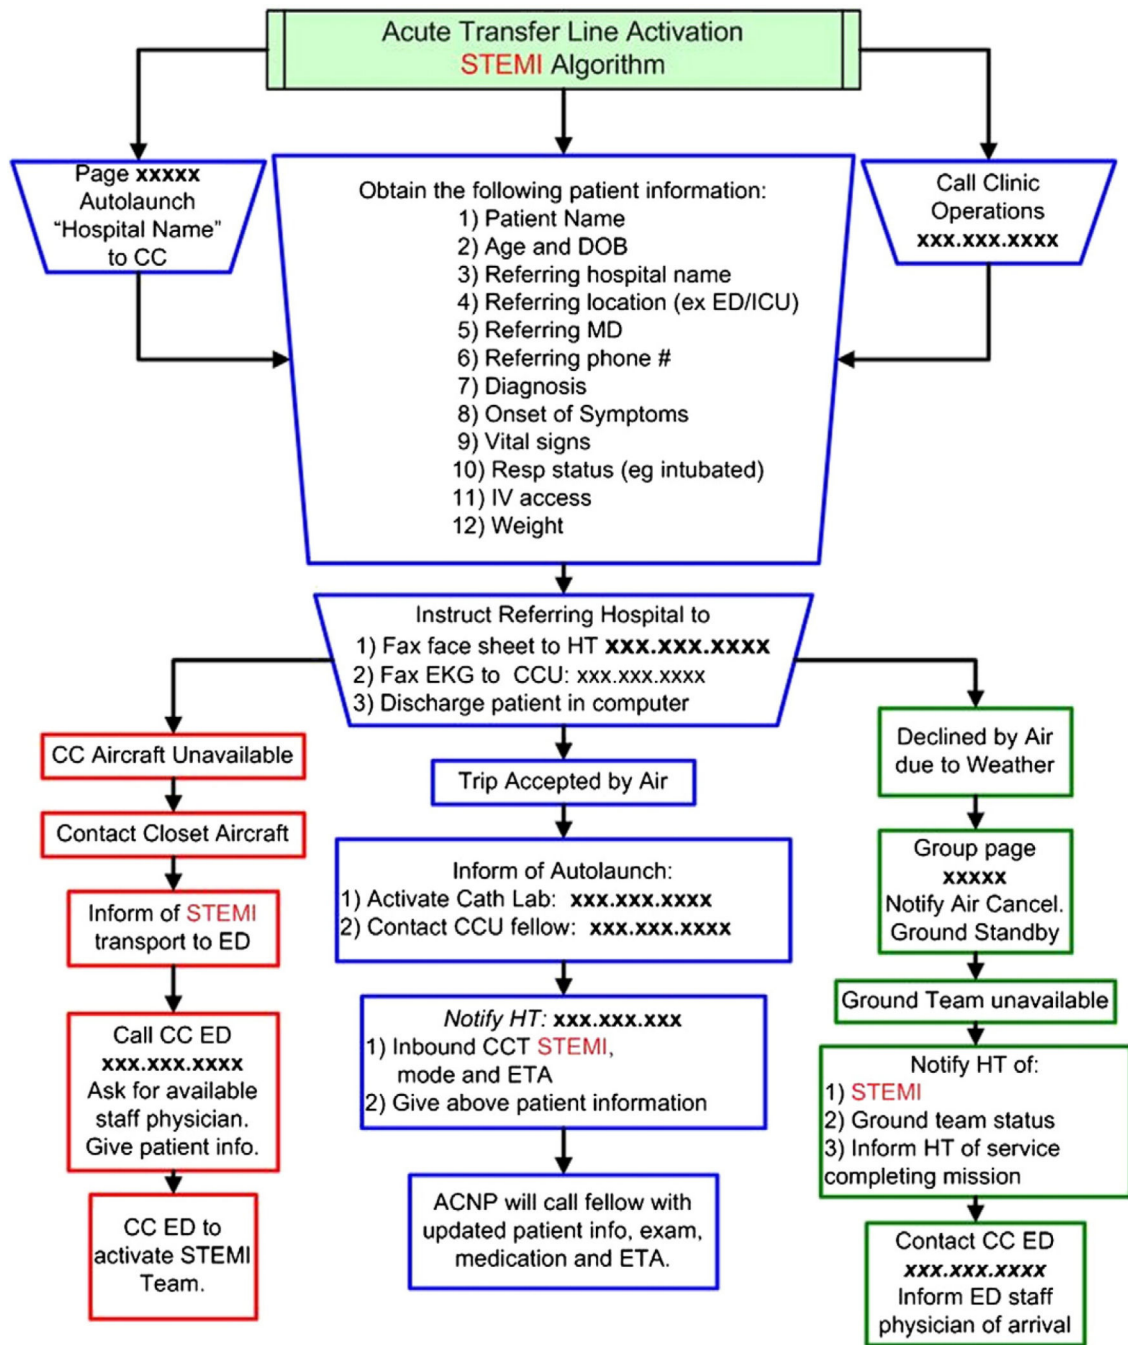 Acute Transfer Line Activation
STEMI Algorithm
Page xxxxx
Autolaunch
“Hospital Name”
to CC
Obtain the following patient information:
1) Patient Name
2) Age and DOB
3) Referring hospital name
4) Referring location (ex ED/ICU)
5) Referring MD
6) Referring phone #
7) Diagnosis
8) Onset of Symptoms
9) Vital signs
10) Resp status (eg intubated)
11) IV access
12) Weight
Call Clinic
Operations
xxx.xxx.xxxx
Instruct Referring Hospital to
1) Fax face sheet to HT xxx.xxx.xxxx
2) Fax EKG to CCU: xxx.xxx.xxxx
3) Discharge patient in computer
CC Aircraft Unavailable
Contact Closet Aircraft
Inform of STEMI
transport to ED
Call CC ED
xxx.xxx.xxxx
Ask for available
staff physician.
Give patient info.
CC ED to
activate STEMI
Team.
Trip Accepted by Air
Inform of Autolaunch:
1) Activate Cath Lab: xxx.xxx.xxxx
2) Contact CCU fellow: xxx.xxx.xxxx
Notify HT: xxx.xxx.xxx
1) Inbound CCT STEMI,
mode and ETA
2) Give above patient information
ACNP will call fellow with
updated patient info, exam,
medication and ETA.
Declined by Air
due to Weather
Group page
xxxxx
Notify Air Cancel.
Ground Standby
Ground Team unavailable
Notify HT of:
1) STEMI
2) Ground team status
3) Inform HT of service
completing mission
Contact CC ED
xxx.xxx.xxxx
Inform ED staff
physician of arrival